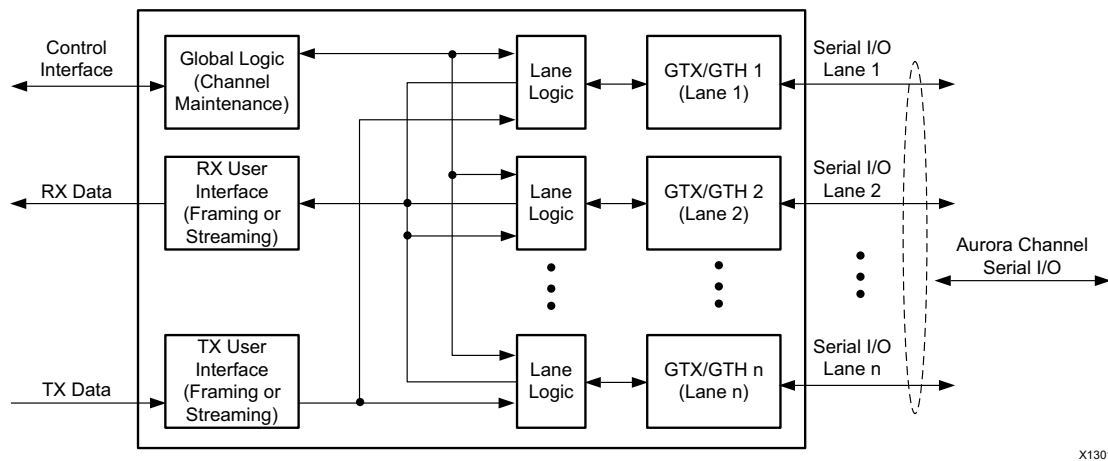 Control
Interface
Global Logic
(Channel
Maintenance)
Lane
Logic
GTX/GTH 1
(Lane 1)
Serial I/O
Lane 1
RX Data
RX User
Interface
(Framing or
Streaming)
Lane
Logic
GTX/GTH 2
(Lane 2)
Serial I/O
Lane 2
Aurora Channel
Serial I/O
TX Data
TX User
Interface
(Framing or
Streaming)
Lane
Logic
GTX/GTH n
(Lane n)
Serial I/O
Lane n